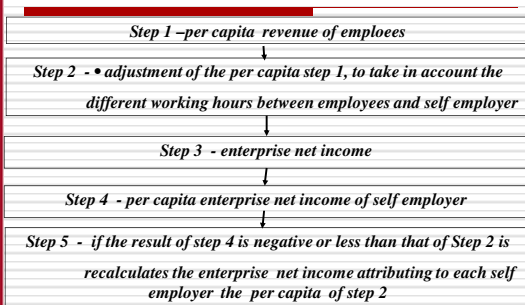 Step 1 –per capita revenue of emploees
Step 2 - • adjustment of the per capita step 1, to take in account the
different working hours between employees and self employer
Step 3 - enterprise net income
Step 4 - per capita enterprise net income of self employer
Step 5 - if the result of step 4 is negative or less than that of Step 2 is
recalculates the enterprise net income attributing to each self
employer the per capita of step 2